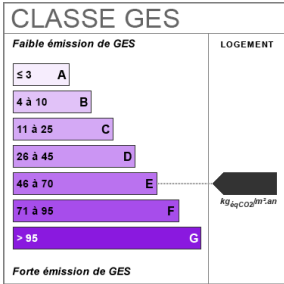 CLASSE GES
Faible émission de GES
LOGEMENT
≤ 3 A
4 à 10 B
11 à 25 C
26 à 45 D
46 à 70 E
71 à 95 F
> 95 G
kgéqCO2/m².an
Forte émission de GES